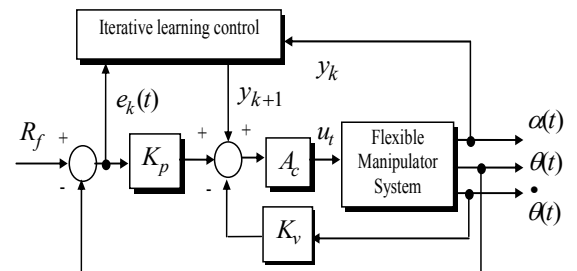 Iterative learning control
y_k
e_k(t)
y_{k+1}
R_f
+
-
K_p
+
+
-
A_c
u_t
Flexible
Manipulator
System
α(t)
θ(t)
θ̇(t)
K_v